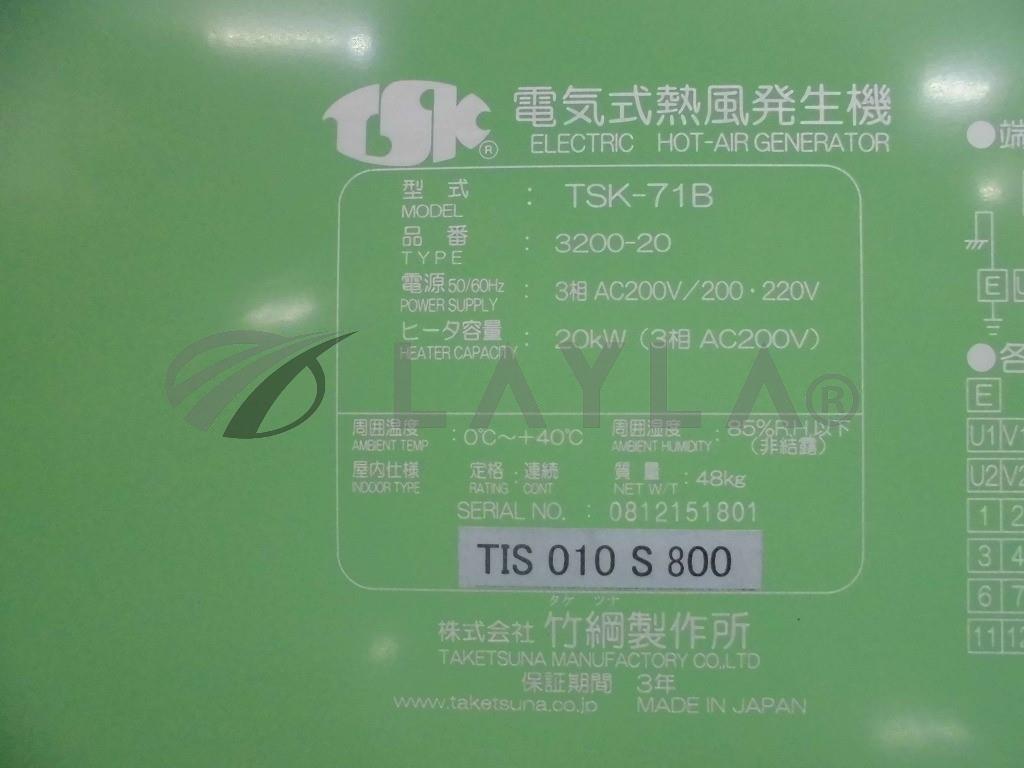 TSK® 電気式熱風発生機
ELECTRIC HOT-AIR GENERATOR
型式 : TSK-71B
MODEL
品番 : 3200-20
TYPE
電源 50/60Hz : 3相 AC200V/200・220V
POWER SUPPLY
ヒータ容量 : 20kW (3相 AC200V)
HEATER CAPACITY
LAYLA®
周囲温度 : 0℃〜+40℃ 周囲湿度 : 85%R.H以下
AMBIENT TEMP AMBIENT HUMIDITY (非結露)
屋内仕様 定格 : 連続 質量 : 48kg
INDOOR TYPE RATING CONT NET W/T
SERIAL NO. : 0812151801
TIS 010 S 800
タケ ツナ
株式会社 竹綱製作所
TAKETSUNA MANUFACTORY CO.,LTD
保証期間 3年
www.taketsuna.co.jp MADE IN JAPAN
●端
E U
●各
E
U1 V1
U2 V2
1 2
3 4
6 7
11 12